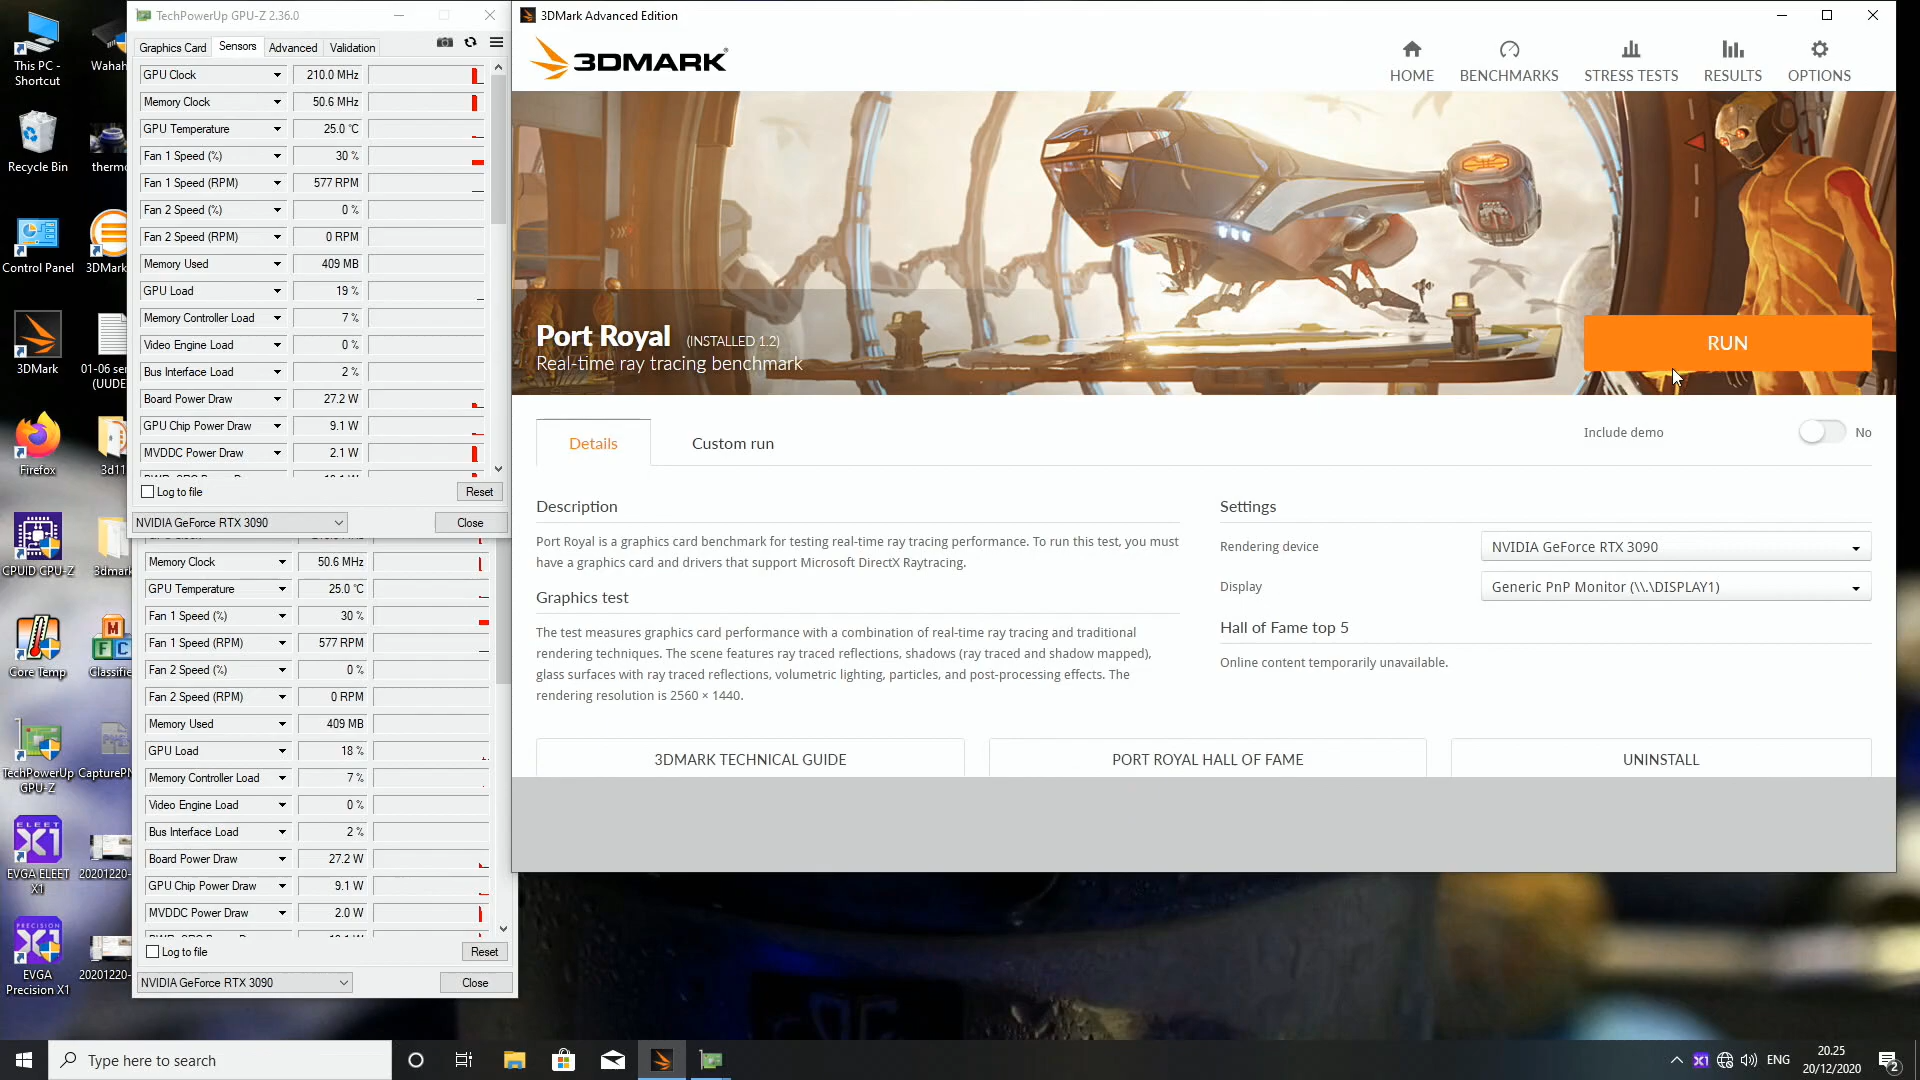 This PC -
Shortcut
Wahah
Recycle Bin
thermo
Control Panel
3DMark
3DMark
01-06 ser
(UUDE
Firefox
3d11
CPUID CPU-Z
3dmark
Core Temp
Classifie
TechPowerUp
GPU-Z
CapturePN
EVGA ELEET
X1
20201220-
EVGA
Precision X1
20201220-
TechPowerUp GPU-Z 2.36.0
Graphics Card
Sensors
Advanced
Validation
GPU Clock 210.0 MHz
Memory Clock 50.6 MHz
GPU Temperature 25.0 °C
Fan 1 Speed (%) 30 %
Fan 1 Speed (RPM) 577 RPM
Fan 2 Speed (%) 0 %
Fan 2 Speed (RPM) 0 RPM
Memory Used 409 MB
GPU Load 19 %
Memory Controller Load 7 %
Video Engine Load 0 %
Bus Interface Load 2 %
Board Power Draw 27.2 W
GPU Chip Power Draw 9.1 W
MVDDC Power Draw 2.1 W
Log to file
Reset
NVIDIA GeForce RTX 3090
Close
Memory Clock 50.6 MHz
GPU Temperature 25.0 °C
Fan 1 Speed (%) 30 %
Fan 1 Speed (RPM) 577 RPM
Fan 2 Speed (%) 0 %
Fan 2 Speed (RPM) 0 RPM
Memory Used 409 MB
GPU Load 18 %
Memory Controller Load 7 %
Video Engine Load 0 %
Bus Interface Load 2 %
Board Power Draw 27.2 W
GPU Chip Power Draw 9.1 W
MVDDC Power Draw 2.0 W
Log to file
Reset
NVIDIA GeForce RTX 3090
Close
3DMark Advanced Edition
3DMARK
HOME
BENCHMARKS
STRESS TESTS
RESULTS
OPTIONS
Port Royal (INSTALLED 1.2)
Real-time ray tracing benchmark
RUN
Details
Custom run
Include demo
No
Description
Port Royal is a graphics card benchmark for testing real-time ray tracing performance. To run this test, you must
have a graphics card and drivers that support Microsoft DirectX Raytracing.
Graphics test
The test measures graphics card performance with a combination of real-time ray tracing and traditional
rendering techniques. The scene features ray traced reflections, shadows (ray traced and shadow mapped),
glass surfaces with ray traced reflections, volumetric lighting, particles, and post-processing effects. The
rendering resolution is 2560 × 1440.
Settings
Rendering device
NVIDIA GeForce RTX 3090
Display
Generic PnP Monitor (\\.\DISPLAY1)
Hall of Fame top 5
Online content temporarily unavailable.
3DMARK TECHNICAL GUIDE
PORT ROYAL HALL OF FAME
UNINSTALL
Type here to search
X1
ENG
20.25
20/12/2020
2